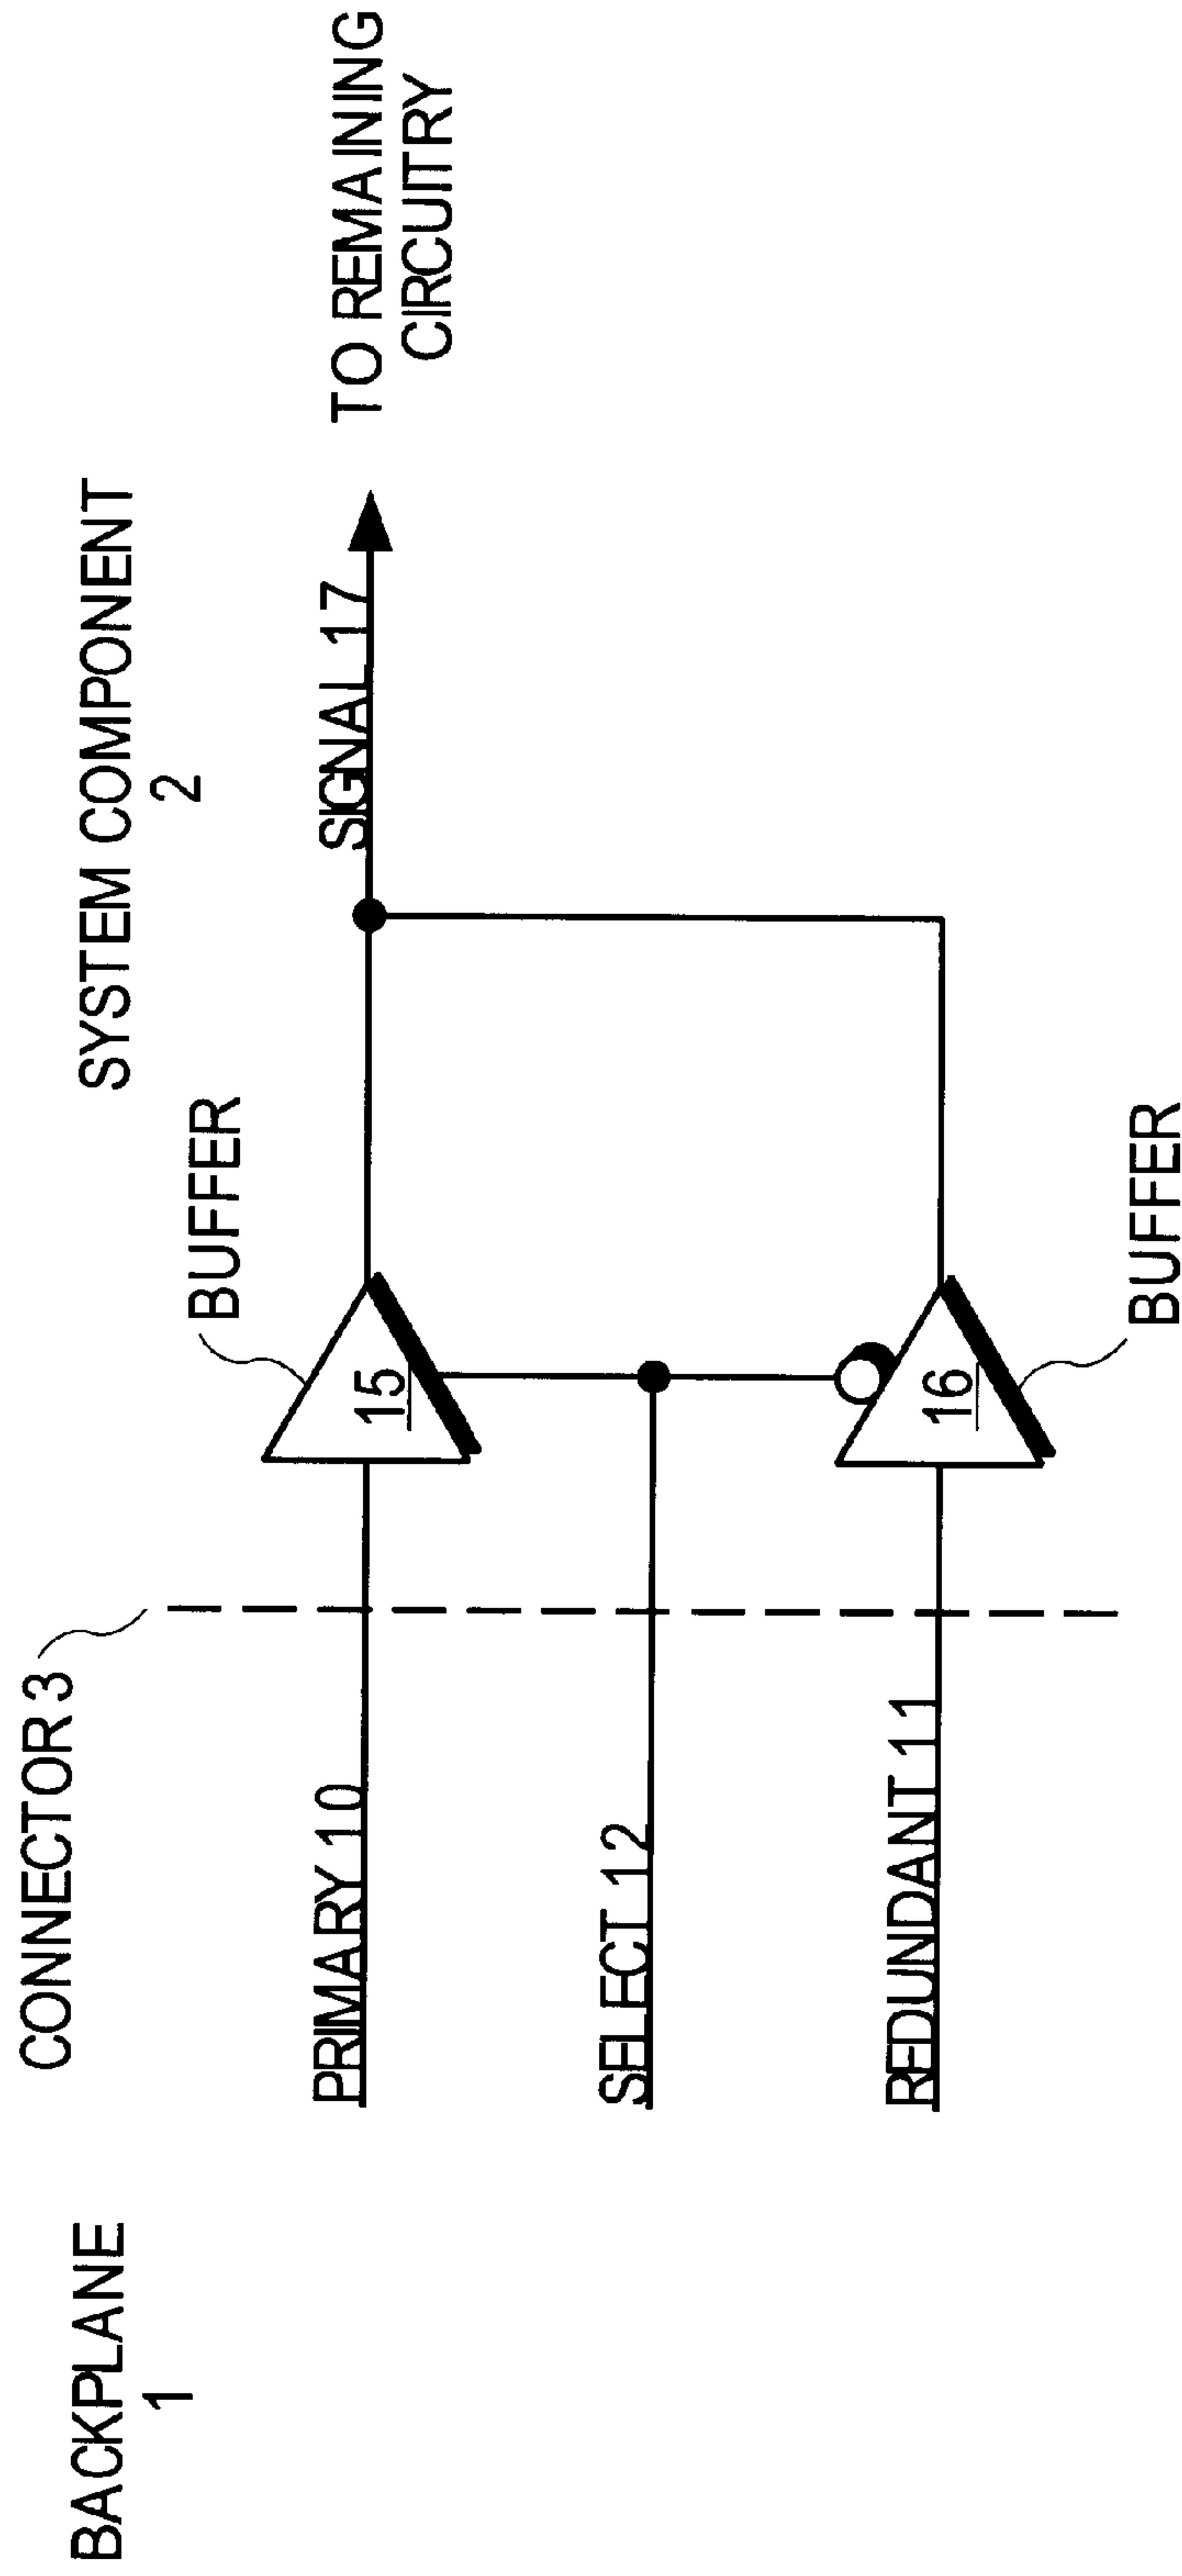 BACKPLANE
1
CONNECTOR 3
SYSTEM COMPONENT
2
BUFFER
PRIMARY 10
15
SIGNAL 17
TO REMAINING
CIRCUITRY
SELECT 12
REDUNDANT 11
16
BUFFER